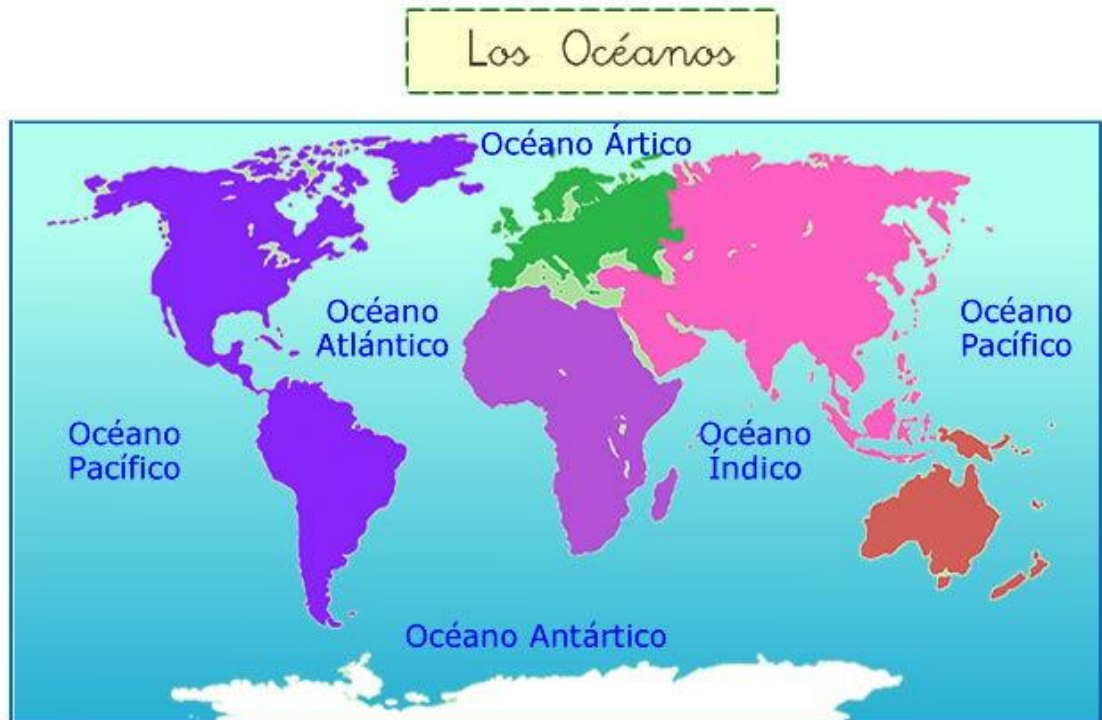 Los Océanos
Océano Ártico
Océano
Atlántico
Océano
Pacífico
Océano
Pacífico
Océano
Índico
Océano Antártico